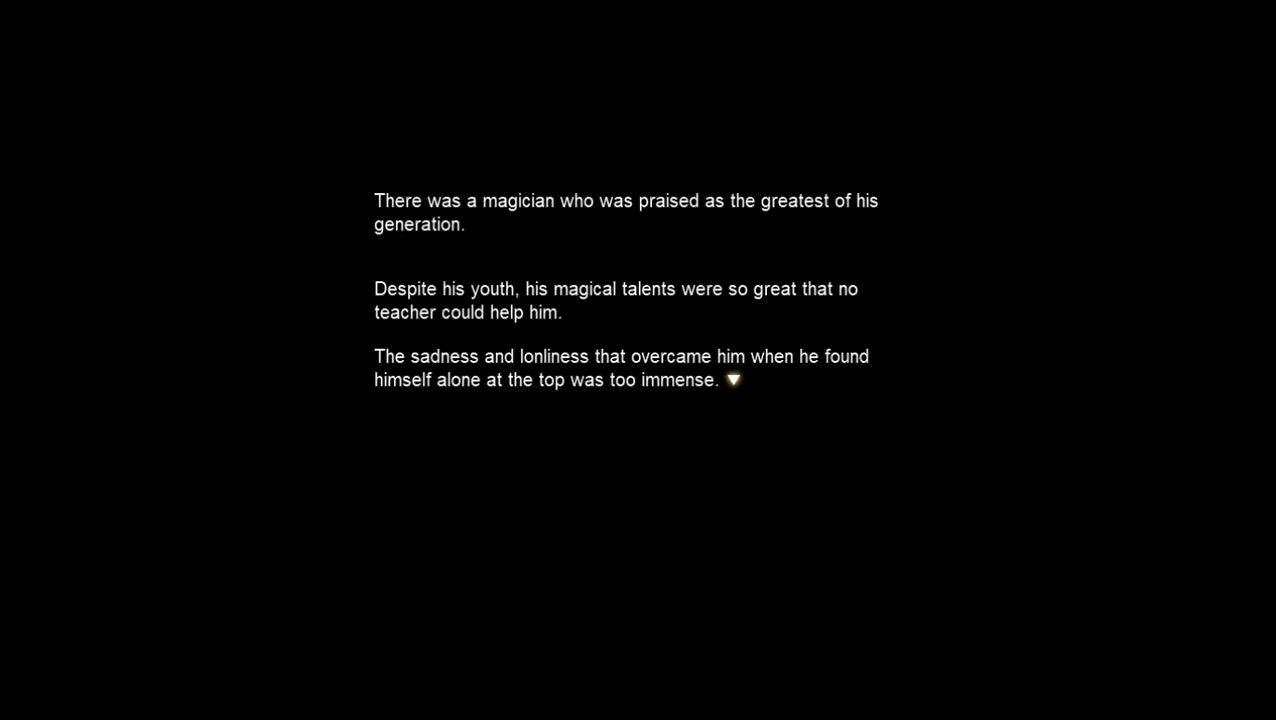 There was a magician who was praised as the greatest of his
generation.
Despite his youth, his magical talents were so great that no
teacher could help him.
The sadness and lonliness that overcame him when he found
himself alone at the top was too immense.